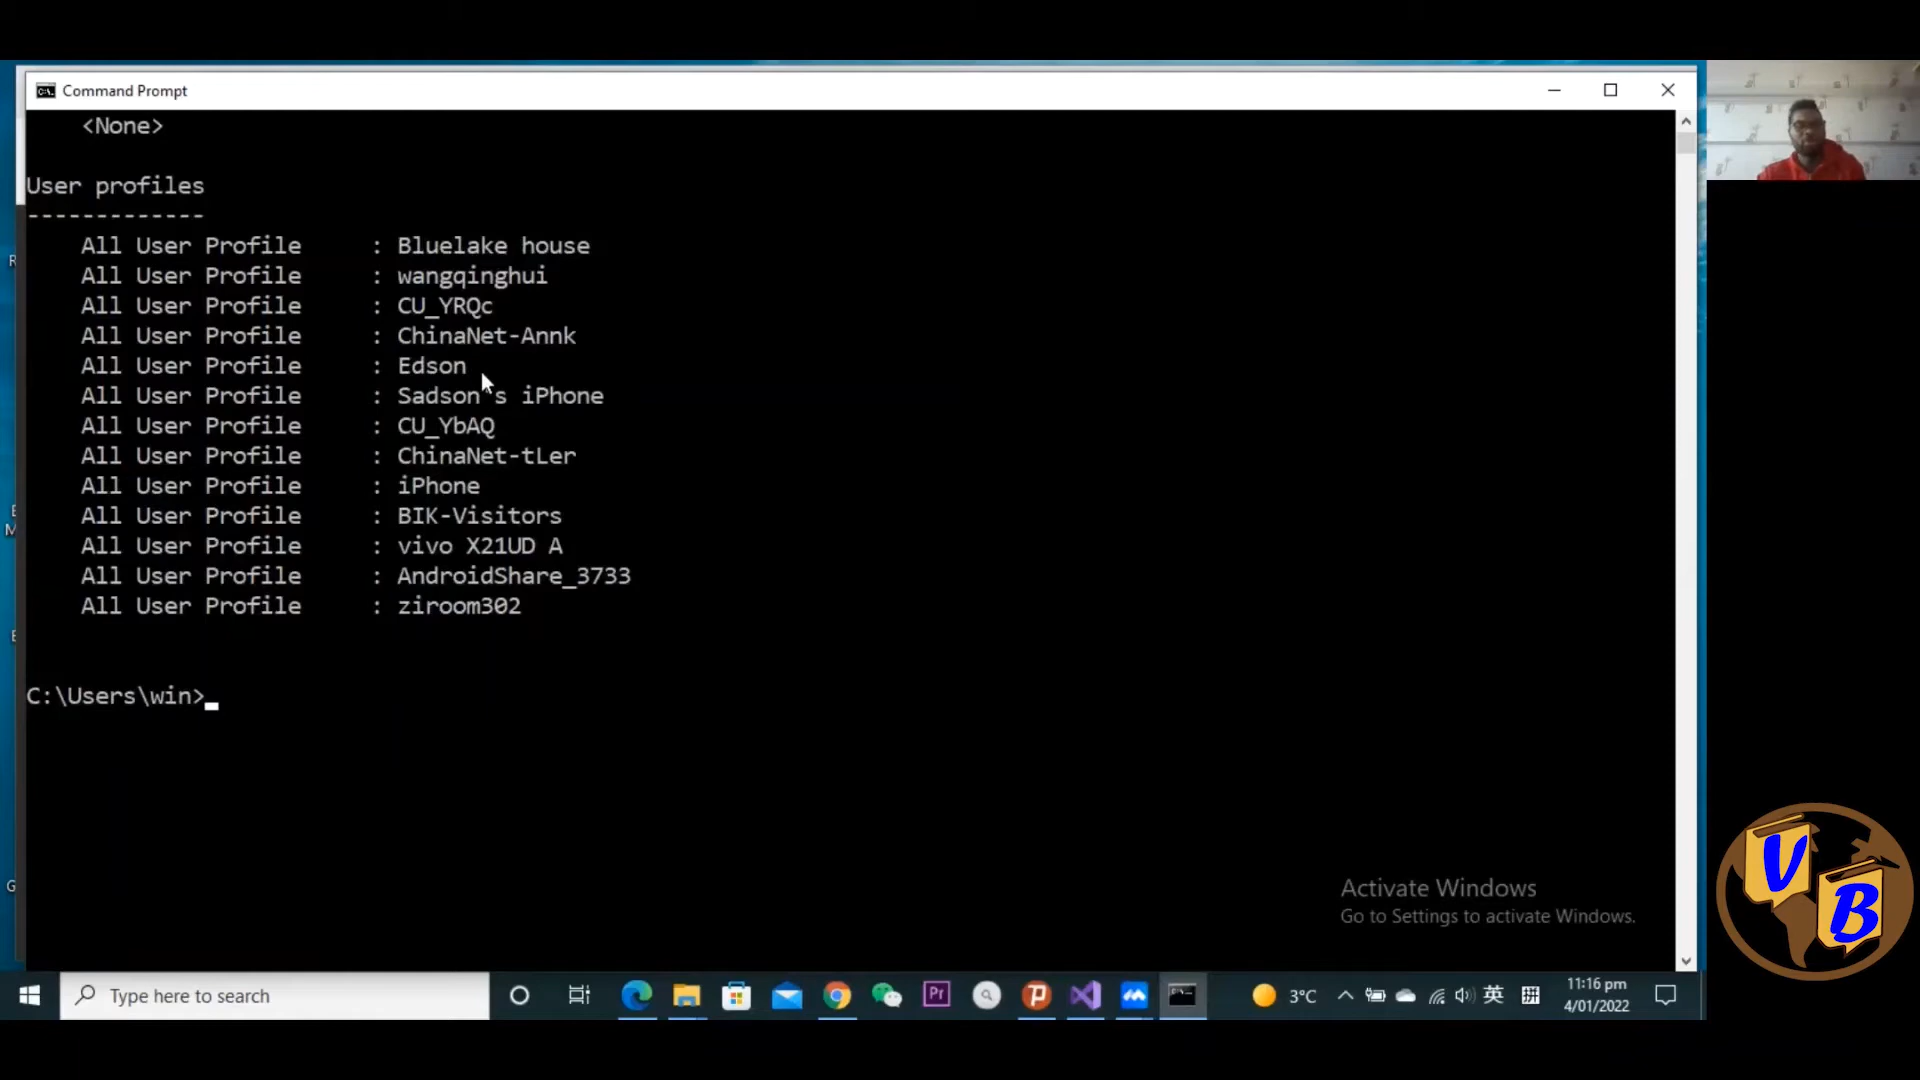 Command Prompt
<None>
User profiles
-------------
All User Profile : Bluelake house
All User Profile : wangqinghui
All User Profile : CU_YRQc
All User Profile : ChinaNet-Annk
All User Profile : Edson
All User Profile : Sadson`s iPhone
All User Profile : CU_YbAQ
All User Profile : ChinaNet-tLer
All User Profile : iPhone
All User Profile : BIK-Visitors
All User Profile : vivo X21UD A
All User Profile : AndroidShare_3733
All User Profile : ziroom302
C:\Users\win>
Activate Windows
Go to Settings to activate Windows.
V
B
Type here to search
Pr
3°C
英
拼
11:16 pm
4/01/2022